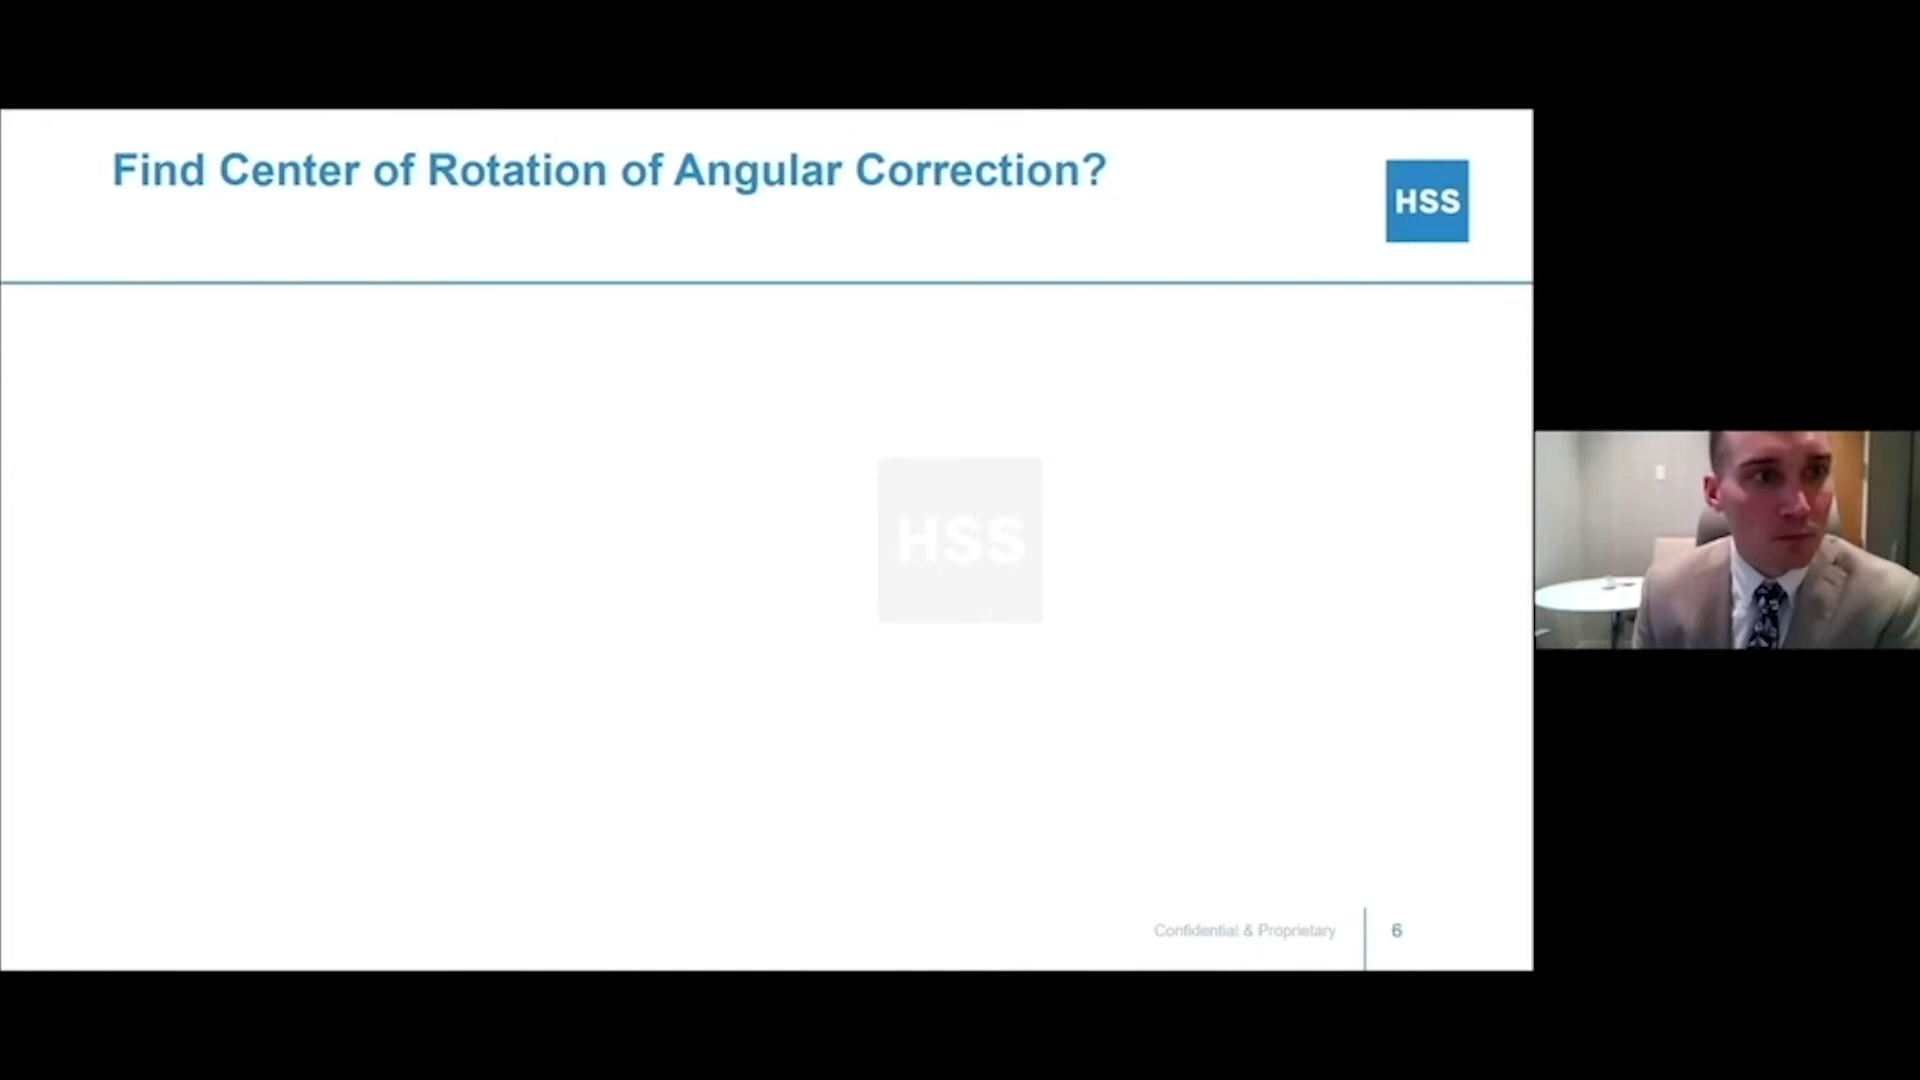 Find Center of Rotation of Angular Correction?
HSS
HSS
Confidential & Proprietary
6